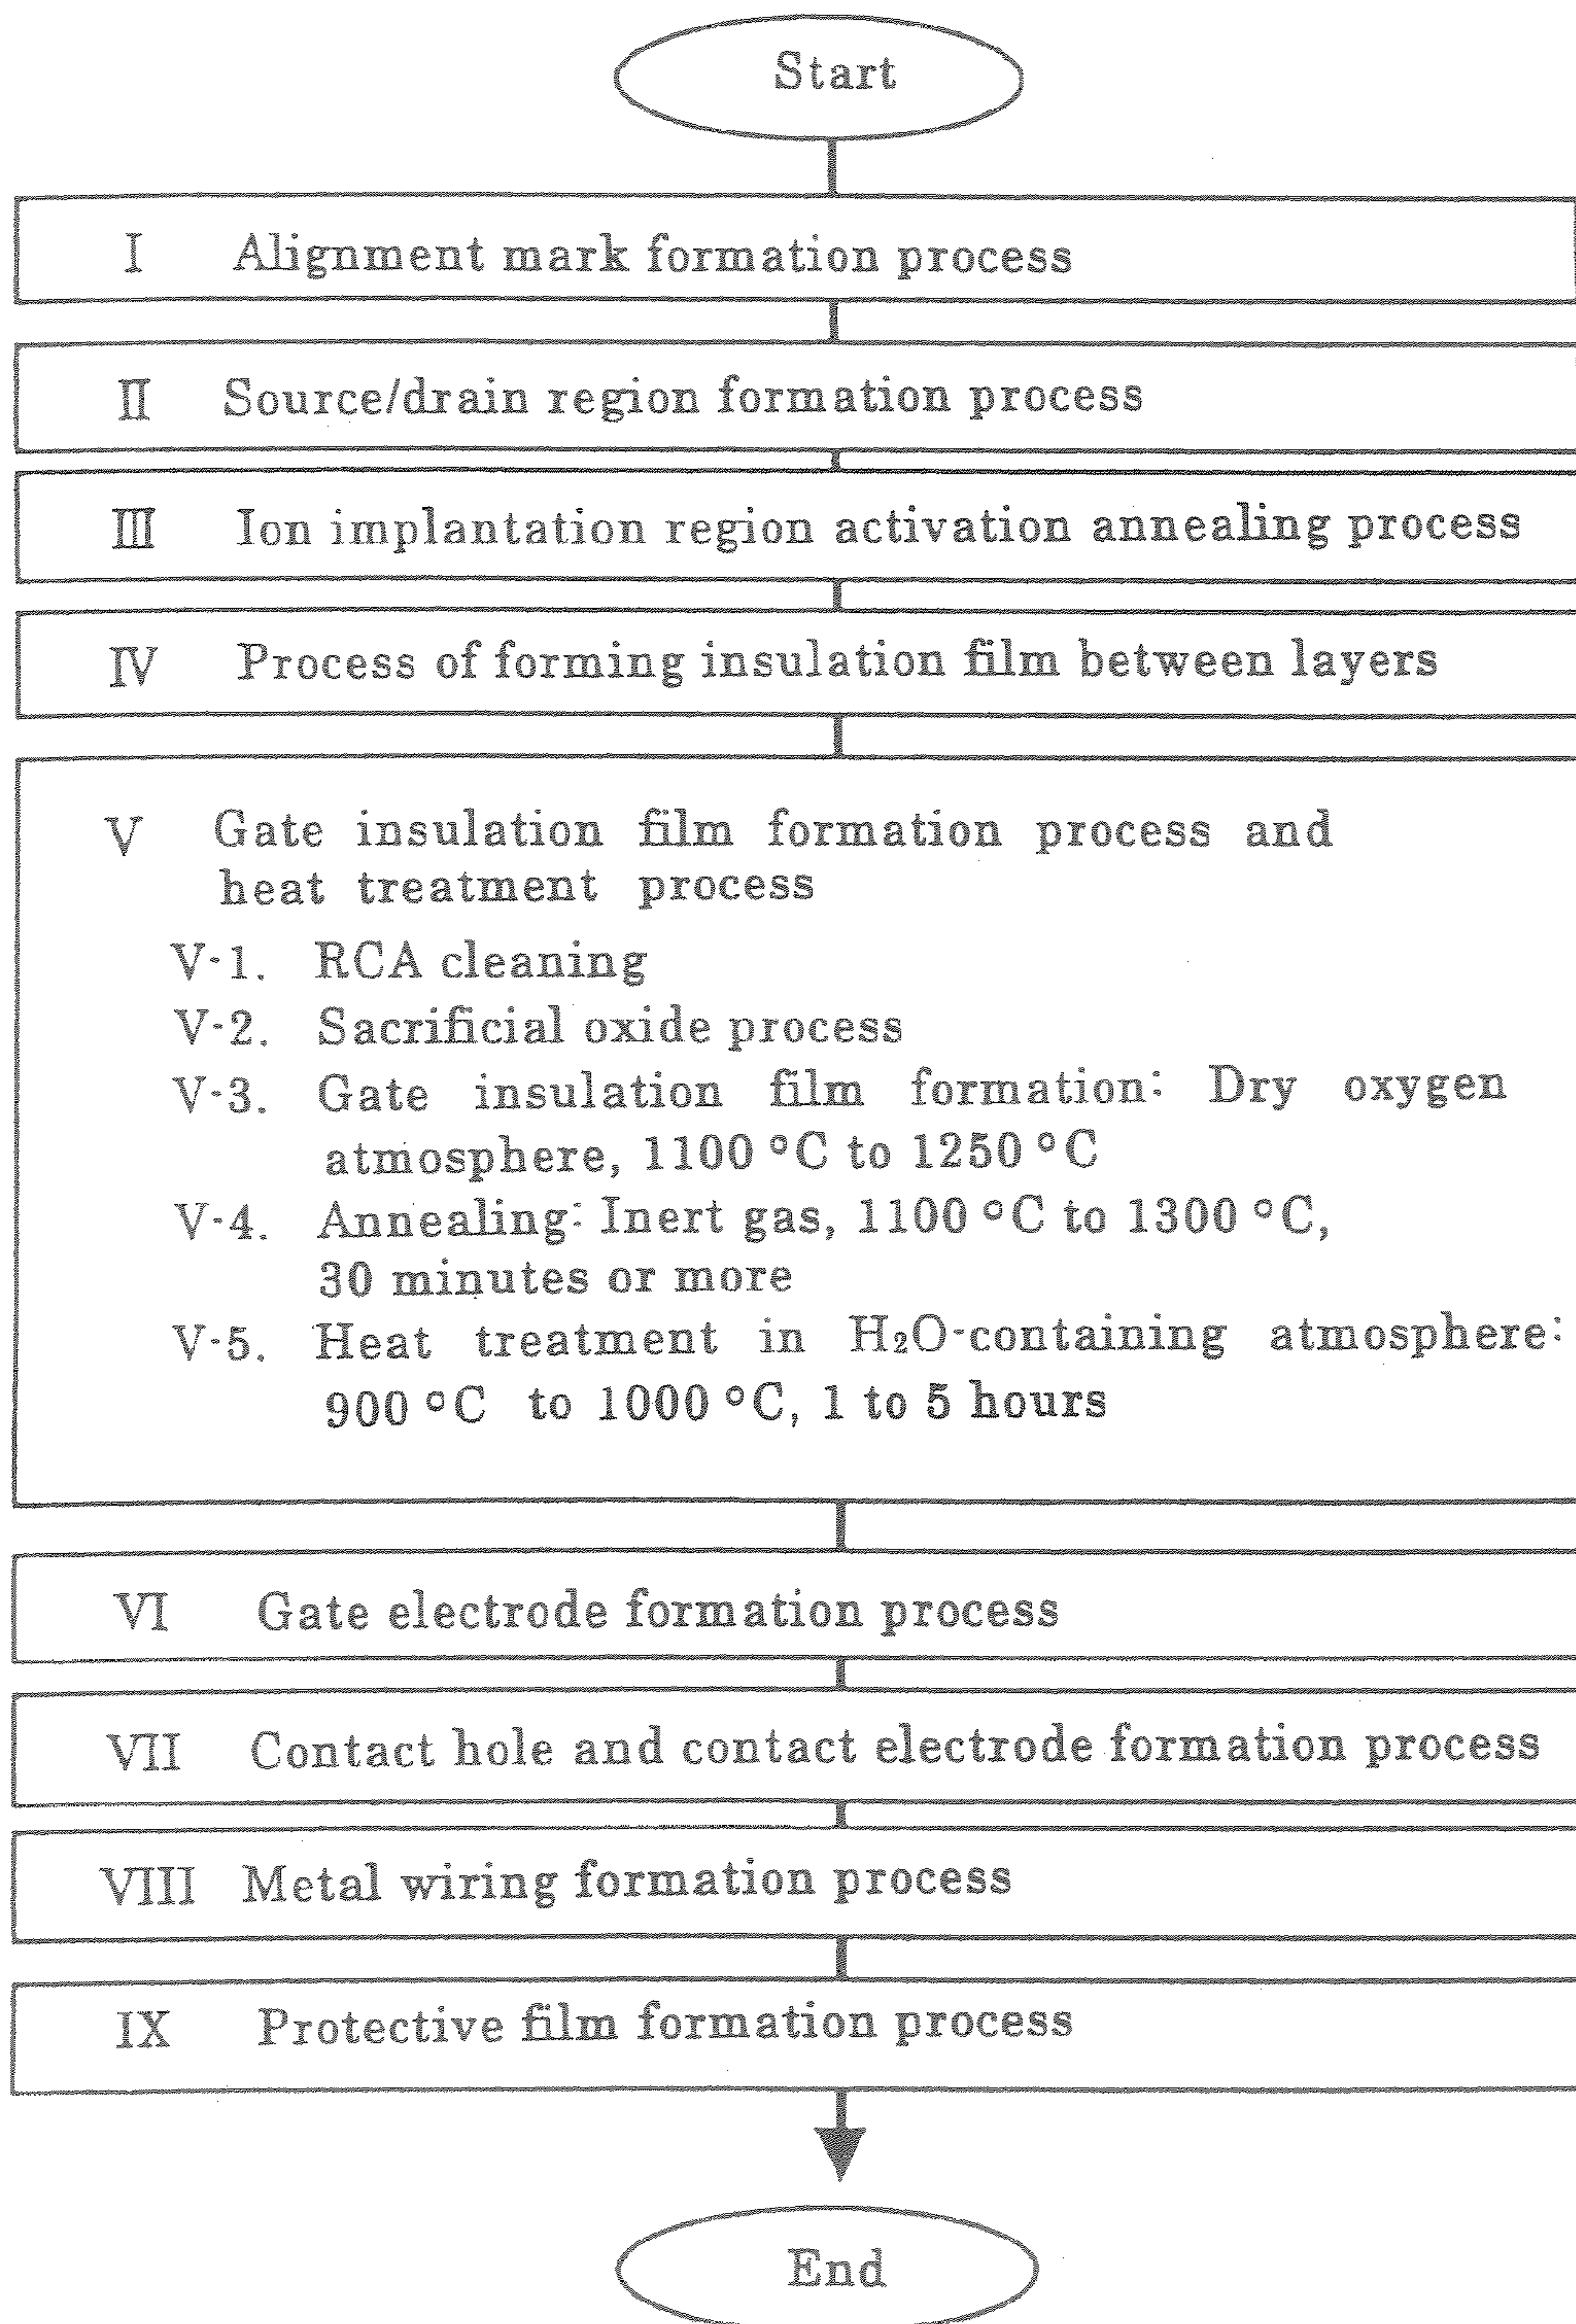 Start
I Alignment mark formation process
II Source/drain region formation process
III Ion implantation region activation annealing process
IV Process of forming insulation film between layers
V Gate insulation film formation process and
heat treatment process
V-1. RCA cleaning
V-2. Sacrificial oxide process
V-3. Gate insulation film formation: Dry oxygen
atmosphere, 1100 °C to 1250 °C
V-4. Annealing: Inert gas, 1100 °C to 1300 °C,
30 minutes or more
V-5. Heat treatment in H₂O-containing atmosphere:
900 °C to 1000 °C, 1 to 5 hours
VI Gate electrode formation process
VII Contact hole and contact electrode formation process
VIII Metal wiring formation process
IX Protective film formation process
End